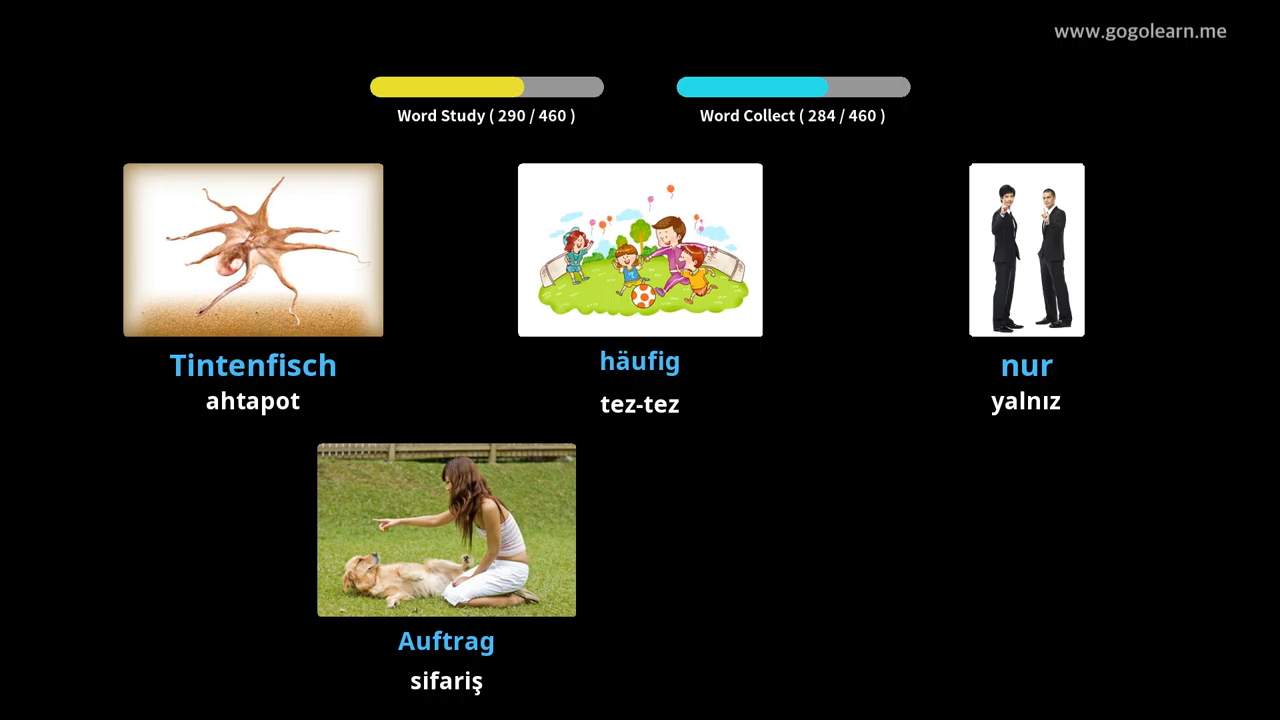 www.gogolearn.me
Word Study ( 290 / 460 )
Word Collect ( 284 / 460 )
Tintenfisch
ahtapot
häufig
tez-tez
nur
yalnız
Auftrag
sifariş